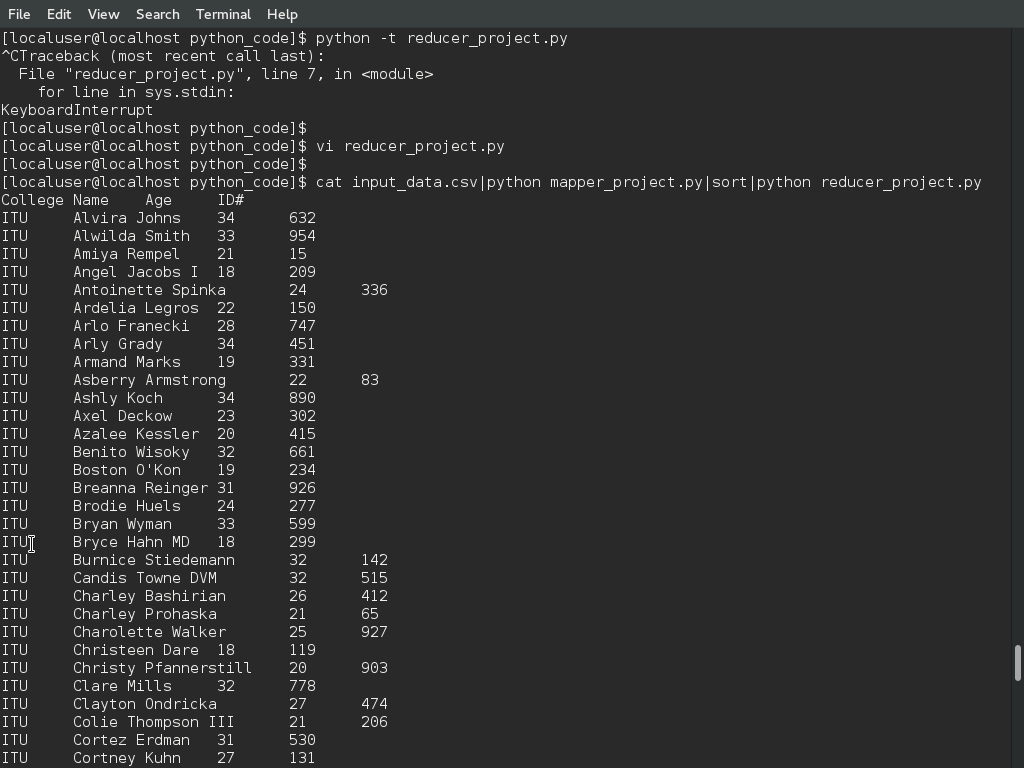 File Edit View Search Terminal Help
[localuser@localhost python_code]$ python -t reducer_project.py
^CTraceback (most recent call last):
  File "reducer_project.py", line 7, in <module>
    for line in sys.stdin:
KeyboardInterrupt
[localuser@localhost python_code]$
[localuser@localhost python_code]$ vi reducer_project.py
[localuser@localhost python_code]$
[localuser@localhost python_code]$ cat input_data.csv|python mapper_project.py|sort|python reducer_project.py
College Name    Age     ID#
ITU     Alvira Johns    34      632
ITU     Alwilda Smith   33      954
ITU     Amiya Rempel    21      15
ITU     Angel Jacobs I  18      209
ITU     Antoinette Spinka       24      336
ITU     Ardelia Legros  22      150
ITU     Arlo Franecki   28      747
ITU     Arly Grady      34      451
ITU     Armand Marks    19      331
ITU     Asberry Armstrong       22      83
ITU     Ashly Koch      34      890
ITU     Axel Deckow     23      302
ITU     Azalee Kessler  20      415
ITU     Benito Wisoky   32      661
ITU     Boston O'Kon    19      234
ITU     Breanna Reinger 31      926
ITU     Brodie Huels    24      277
ITU     Bryan Wyman     33      599
ITU     Bryce Hahn MD   18      299
ITU     Burnice Stiedemann      32      142
ITU     Candis Towne DVM        32      515
ITU     Charley Bashirian       26      412
ITU     Charley Prohaska        21      65
ITU     Charolette Walker       25      927
ITU     Christeen Dare  18      119
ITU     Christy Pfannerstill    20      903
ITU     Clare Mills     32      778
ITU     Clayton Ondricka        27      474
ITU     Colie Thompson III      21      206
ITU     Cortez Erdman   31      530
ITU     Cortney Kuhn    27      131